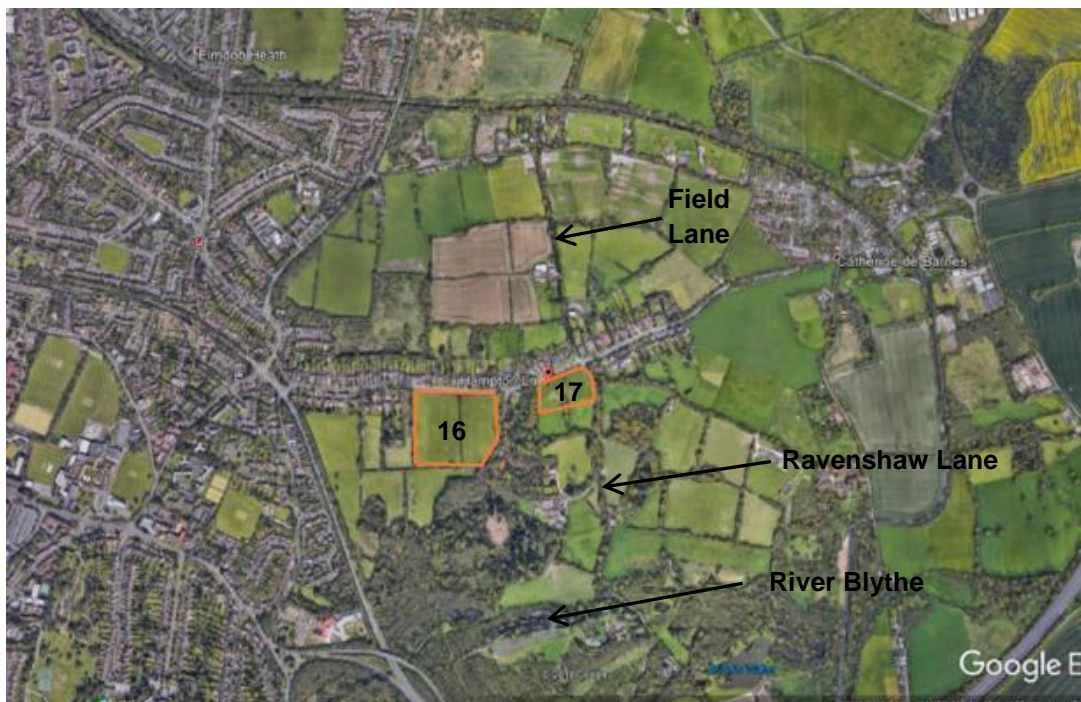 Elmdon Heath
Field
Lane
Catherine de Barnes
17
16
Ravenshaw Lane
River Blythe
Google E